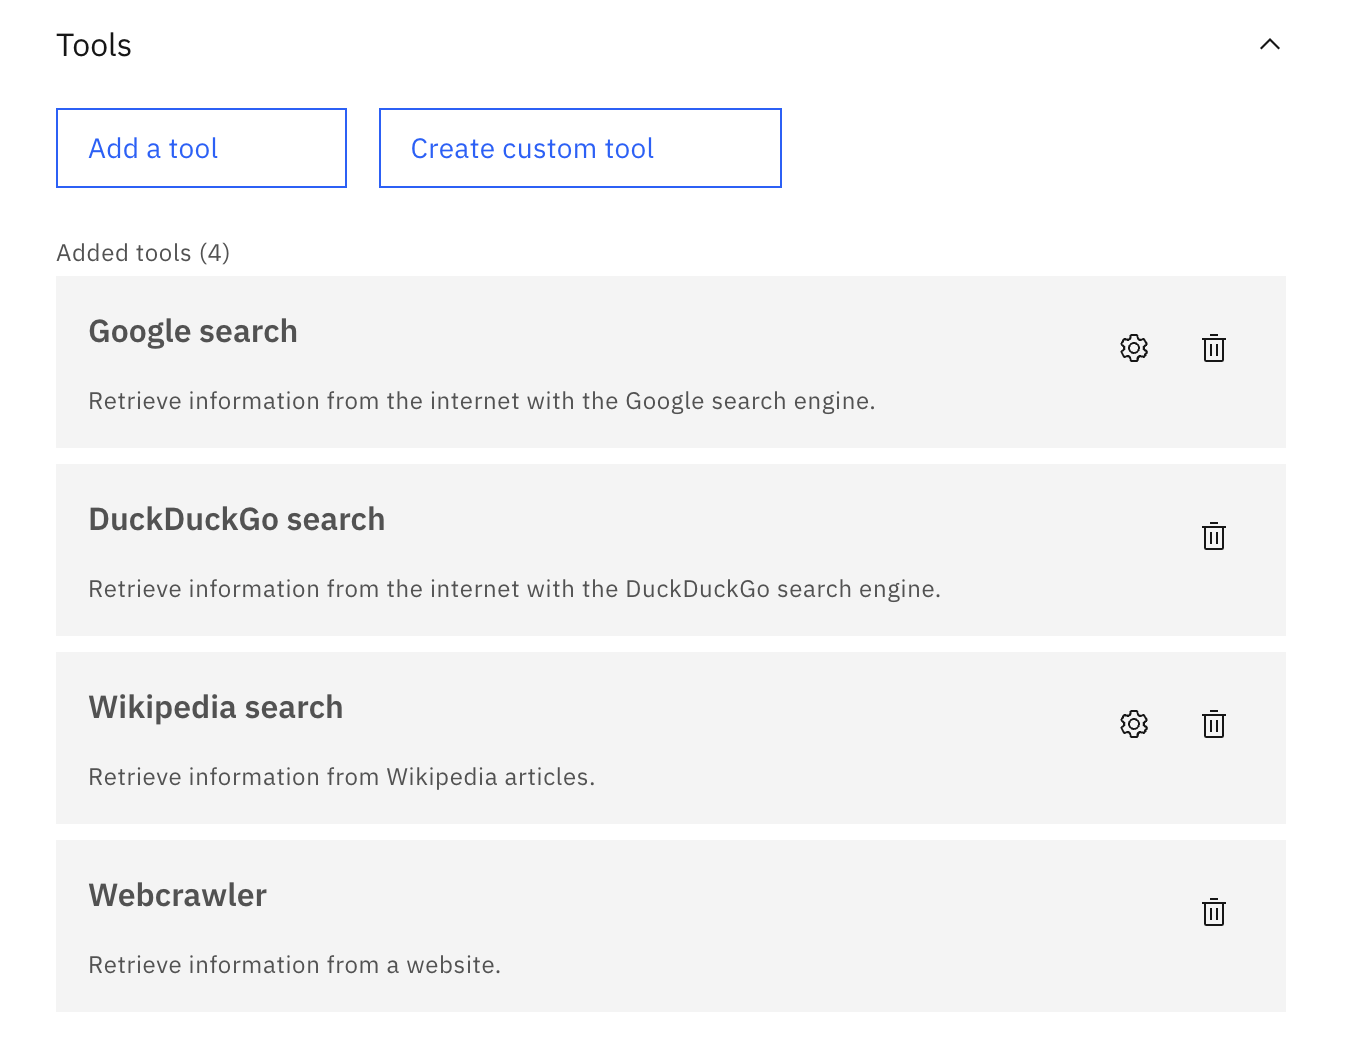 Tools
Add a tool
Create custom tool
Added tools (4)
Google search
Retrieve information from the internet with the Google search engine.
DuckDuckGo search
Retrieve information from the internet with the DuckDuckGo search engine.
Wikipedia search
Retrieve information from Wikipedia articles.
Webcrawler
Retrieve information from a website.